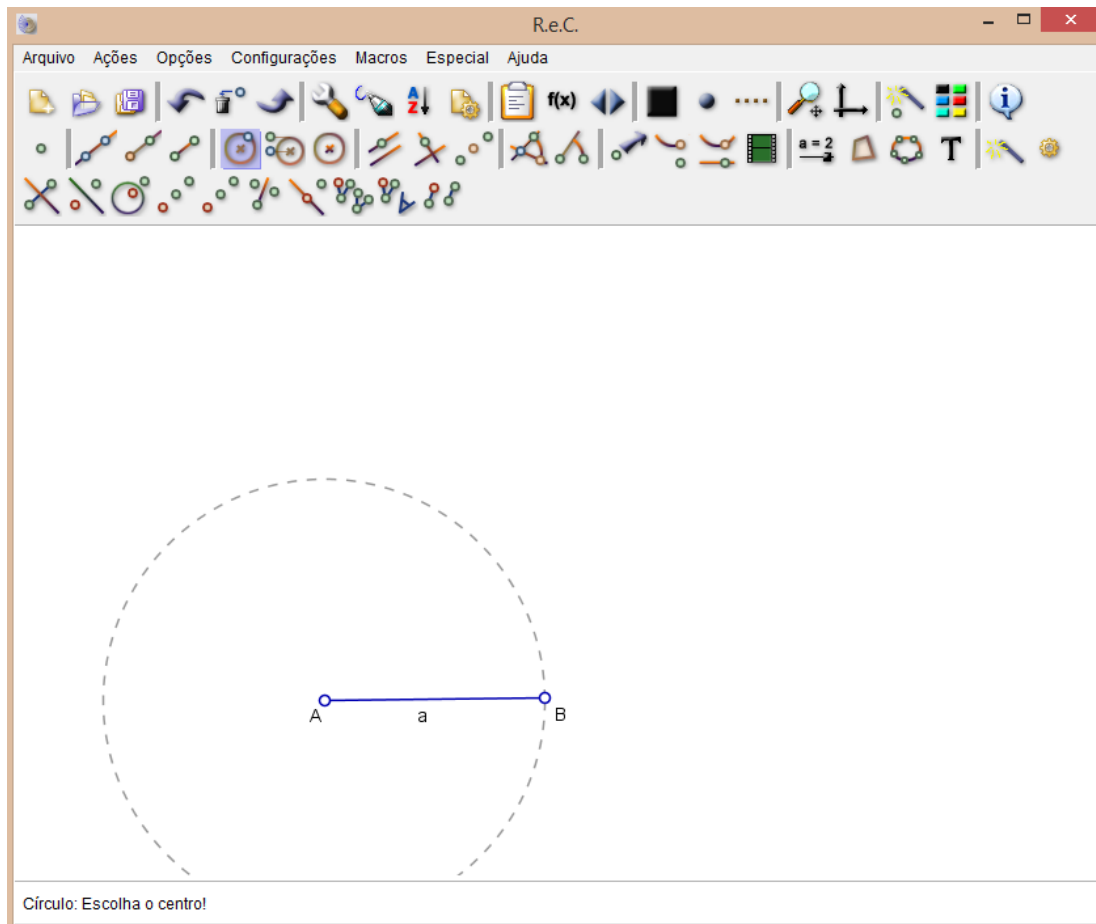 R.e.C.
Arquivo Ações Opções Configurações Macros Especial Ajuda
A Z f(x)
a = 2 T
A a B
Círculo: Escolha o centro!